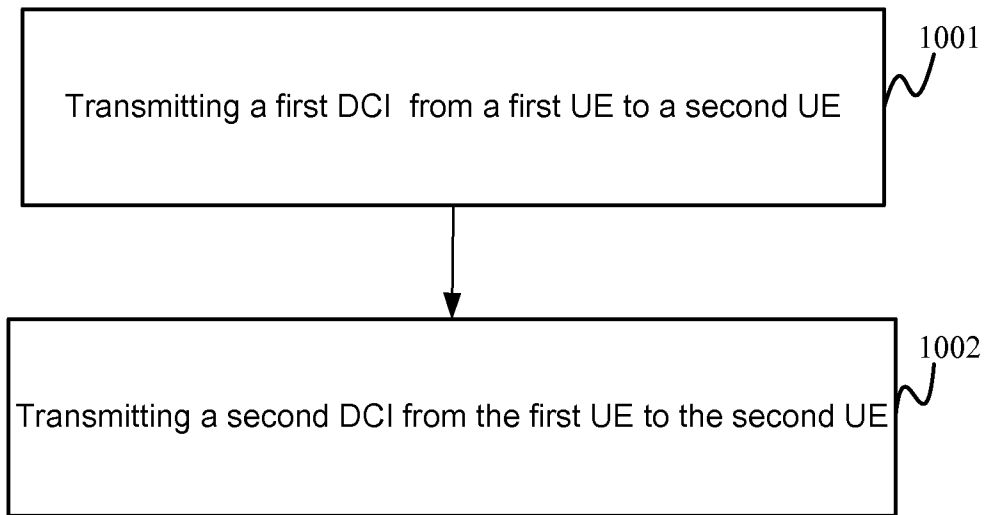 1001
Transmitting a first DCI from a first UE to a second UE
1002
Transmitting a second DCI from the first UE to the second UE